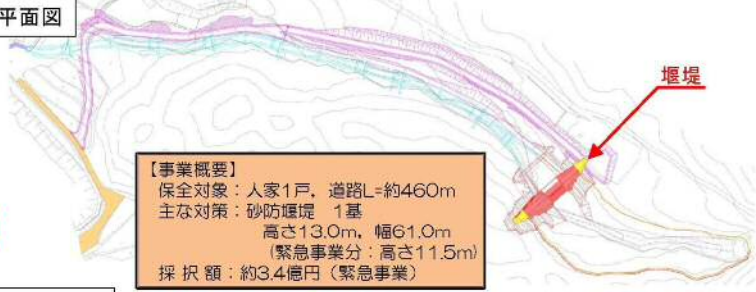 平面図
堰堤
【事業概要】
保全対象：人家1戸，道路L=約460m
主な対策：砂防堰堤　1基
高さ13.0m，幅61.0m
（緊急事業分：高さ11.5m）
採 択 額：約3.4億円（緊急事業）